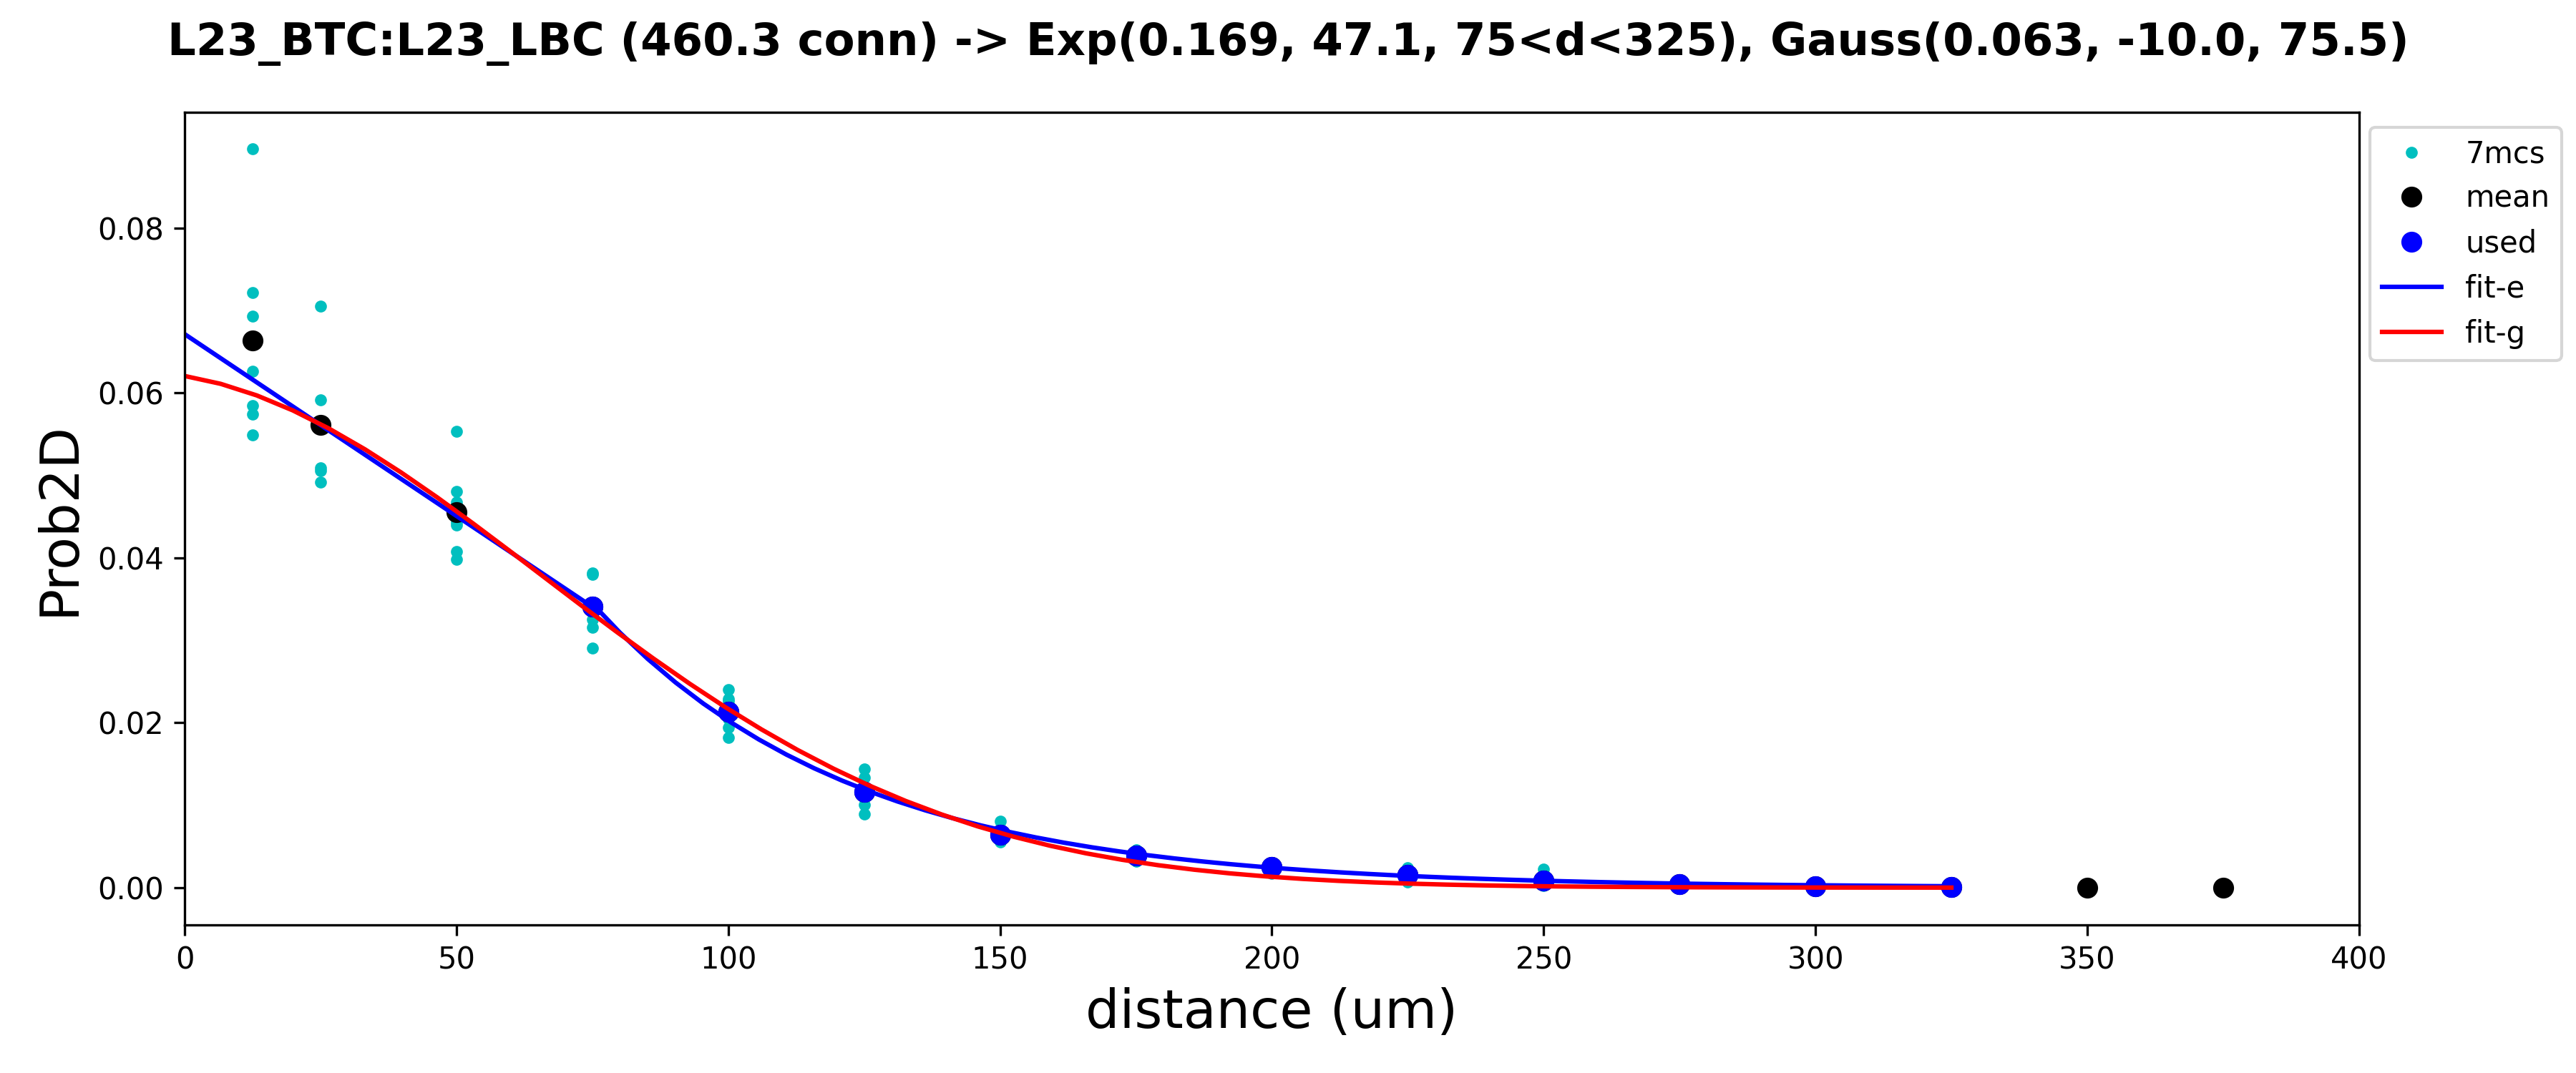 L23_BTC:L23_LBC (460.3 conn) -> Exp(0.169, 47.1, 75<d<325), Gauss(0.063, -10.0, 75.5)
7mcs
mean
used
fit-e
fit-g
Prob2D
0.08
0.06
0.04
0.02
0.00
0 50 100 150 200 250 300 350 400
distance (um)